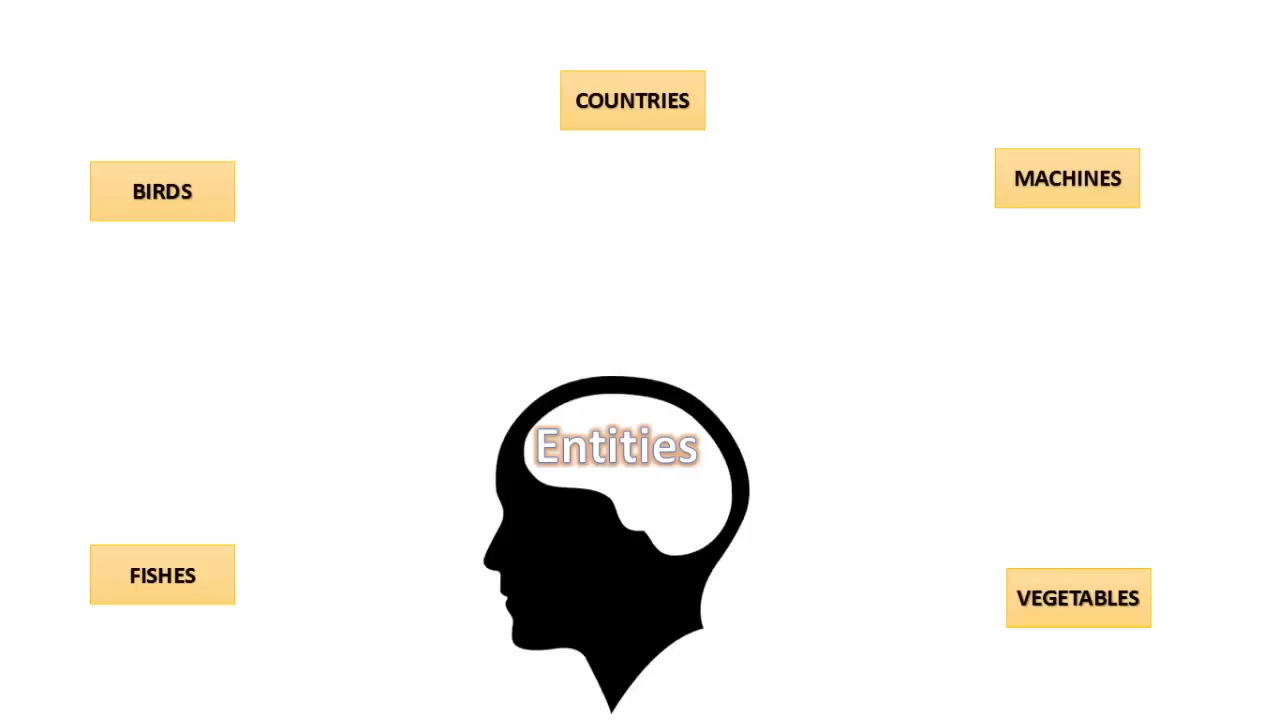 COUNTRIES
MACHINES
BIRDS
Entities
FISHES
VEGETABLES